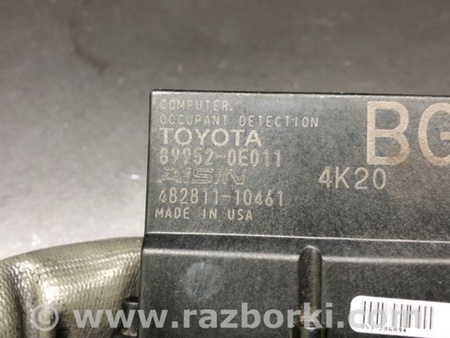 COMPUTER,
OCCUPANT DETECTION
TOYOTA
89952-0E011
AISIN
482811-10461
MADE IN USA
BG
4K20
www.razborki.com